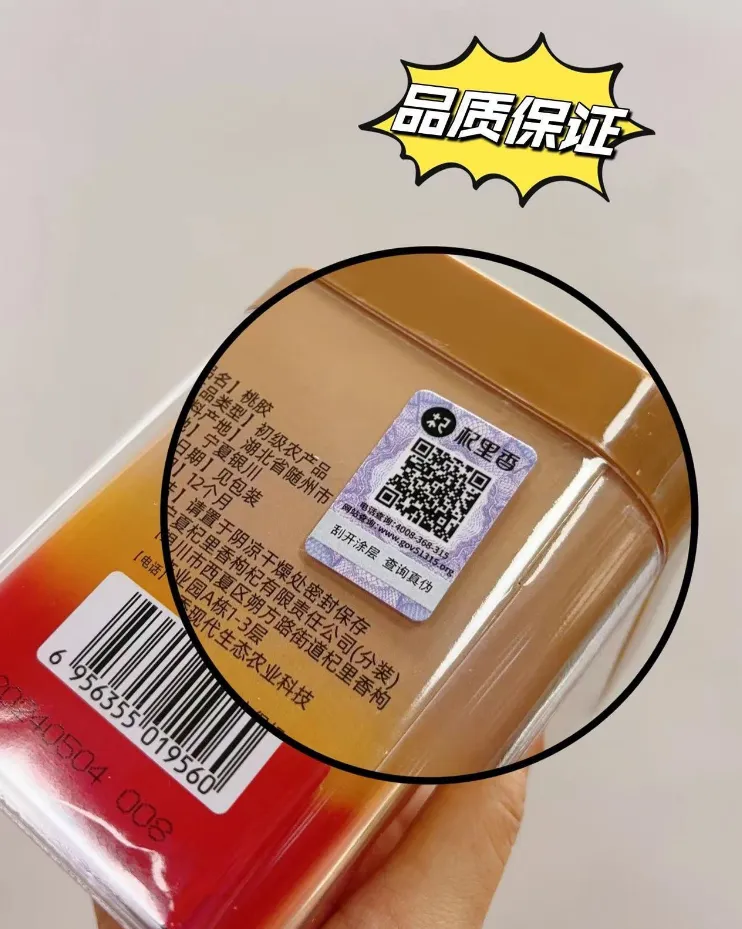 品质保证
名】桃胶
品类型】初级农产品
产地】湖北省随州市
地】宁夏银川
日期】见包装
】12个月
】请置于阴凉干燥处密封保存
夏杞里香枸杞有限责任公司(分装)
银川市西夏区朔方路街道杞里香枸
业园A栋1-3层
现代生态农业科技
【电话】
杞里香
电话查询:4008-368-315
网站查询:www.gov51315.org
刮开涂层 查询真伪
6 956355 019560
20240504 008